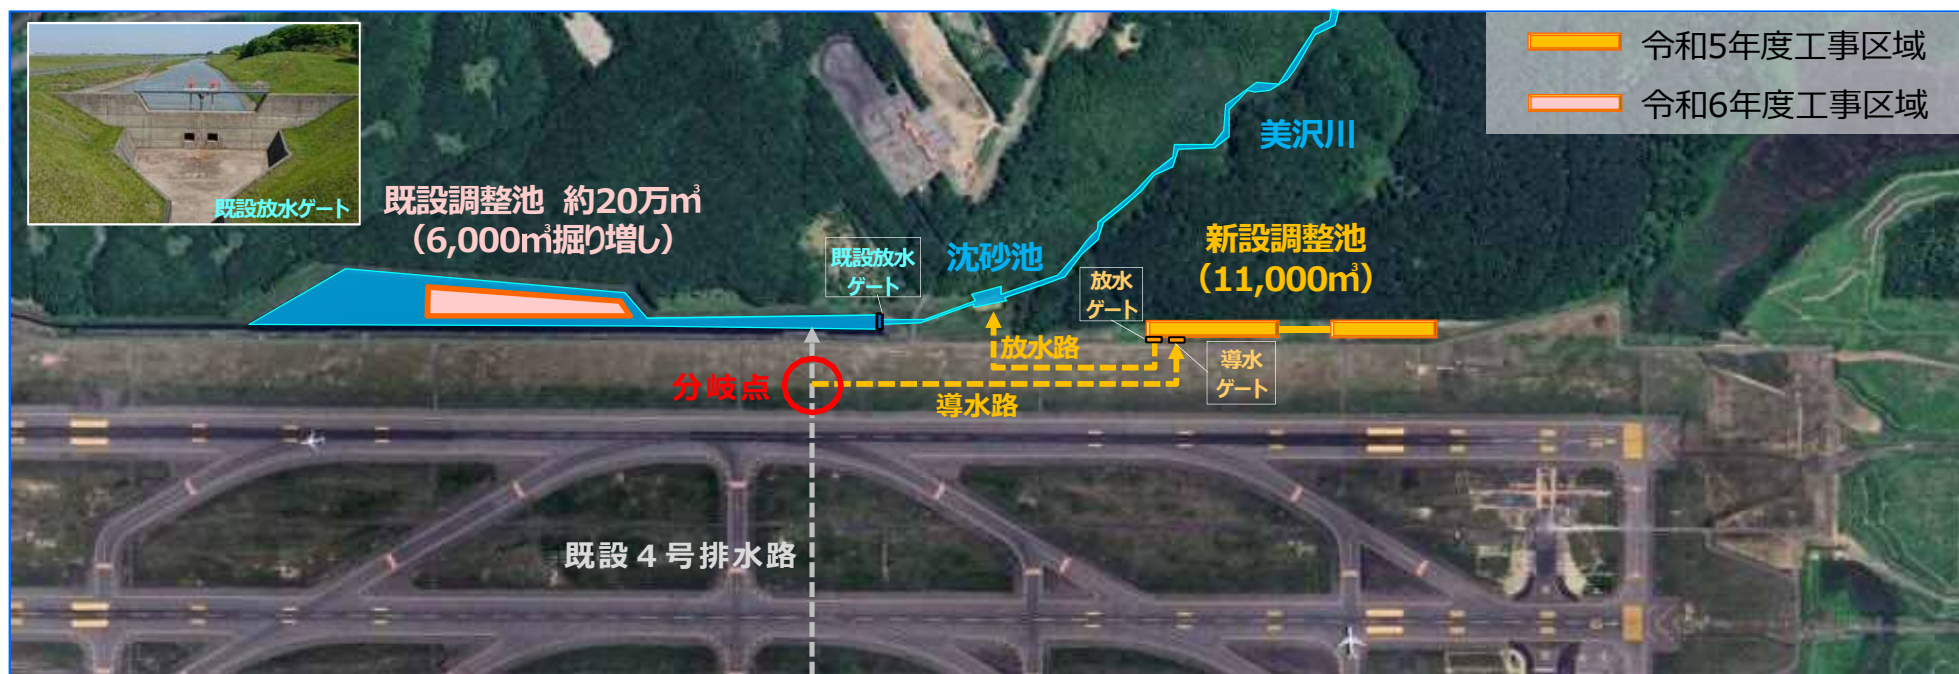 令和5年度工事区域
令和6年度工事区域
既設放水ゲート
既設調整池 約20万㎥
(6,000㎥掘り増し)
既設放水
ゲート
沈砂池
美沢川
新設調整池
(11,000㎥)
放水
ゲート
放水路
導水
ゲート
分岐点
導水路
既設4号排水路